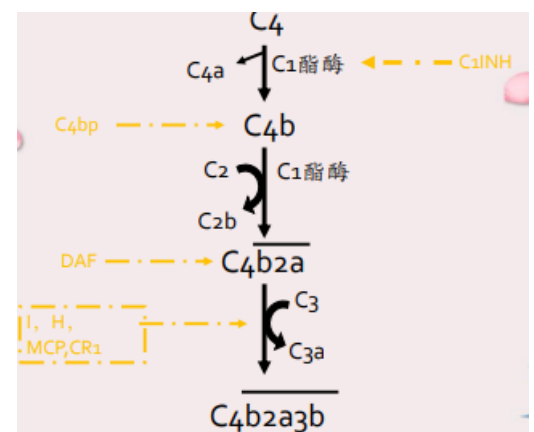 C4
C4a
C1酯酶
C1INH
C4bp
C4b
C2
C1酯酶
C2b
DAF
C4b2a
I, H,
MCP,CR1
C3
C3a
C4b2a3b